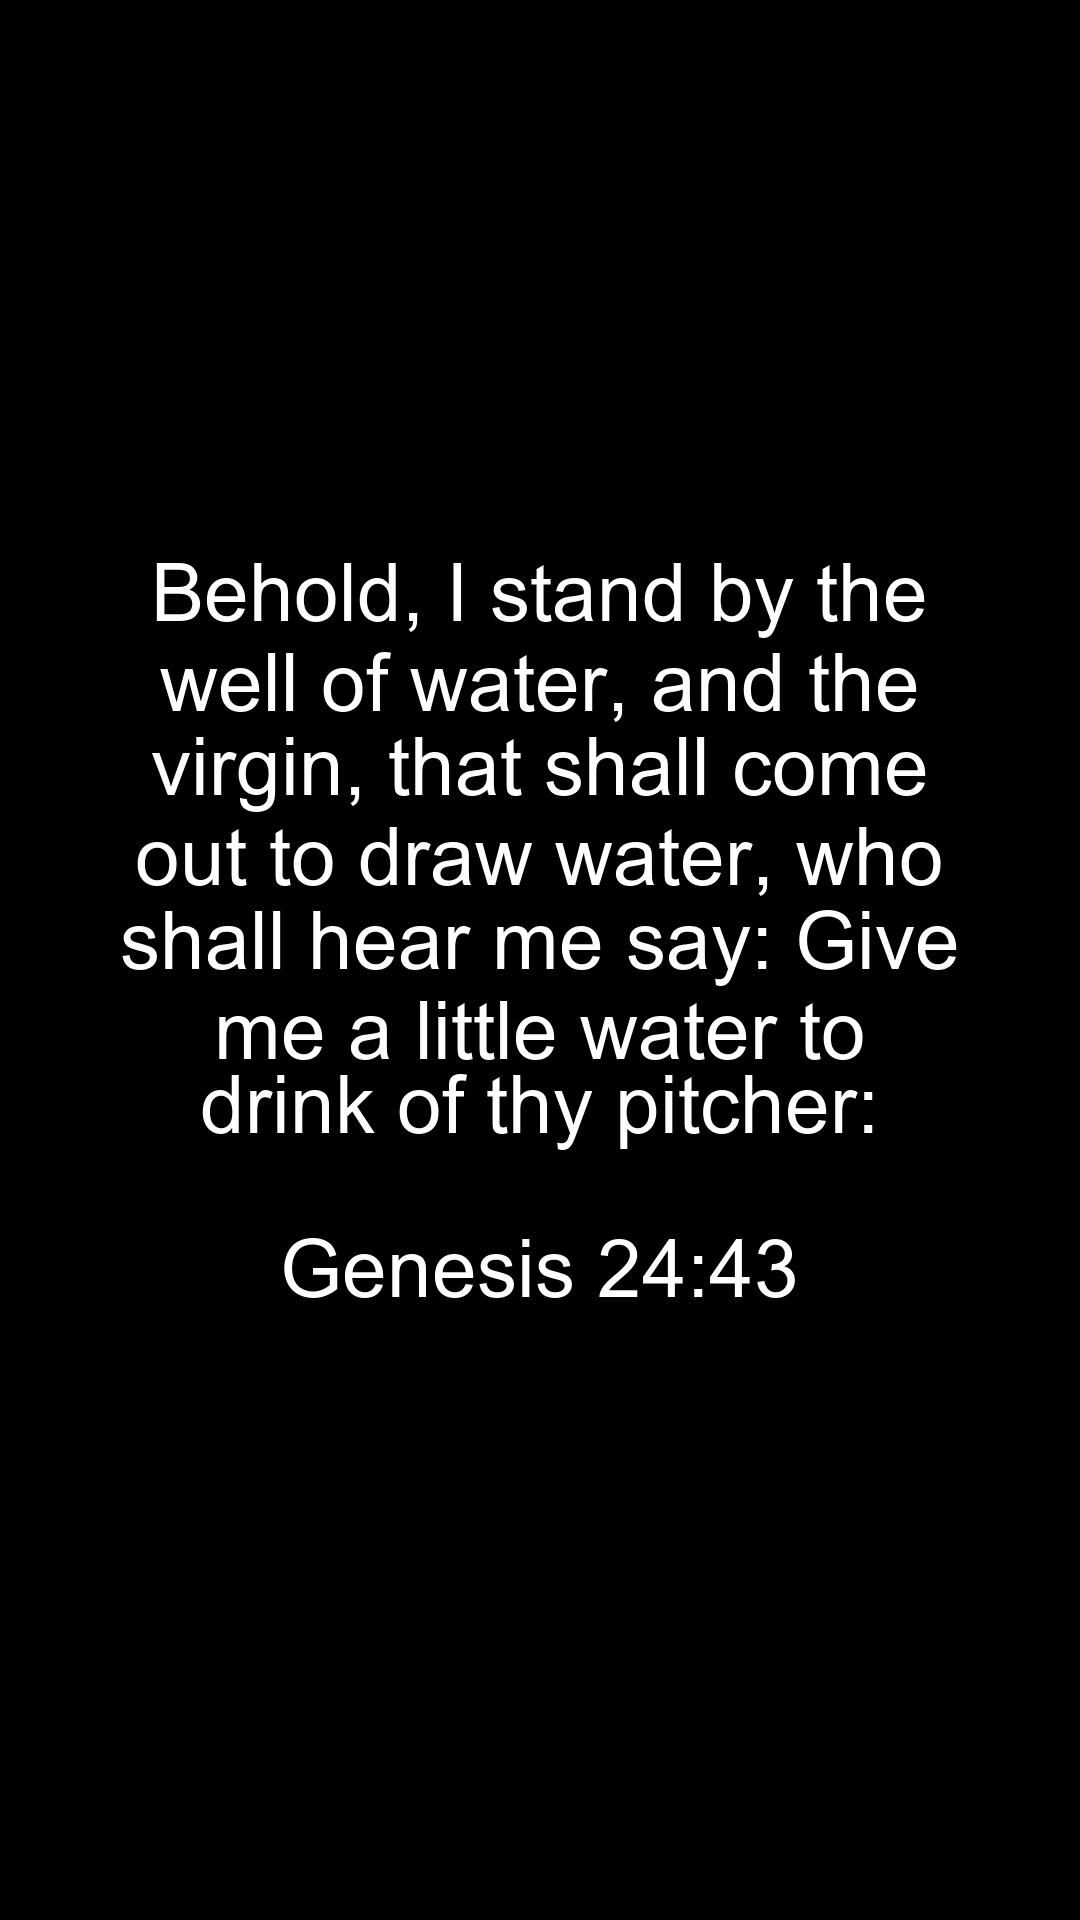 Behold, I stand by the
well of water, and the
virgin, that shall come
out to draw water, who
shall hear me say: Give
me a little water to
drink of thy pitcher:
Genesis 24:43